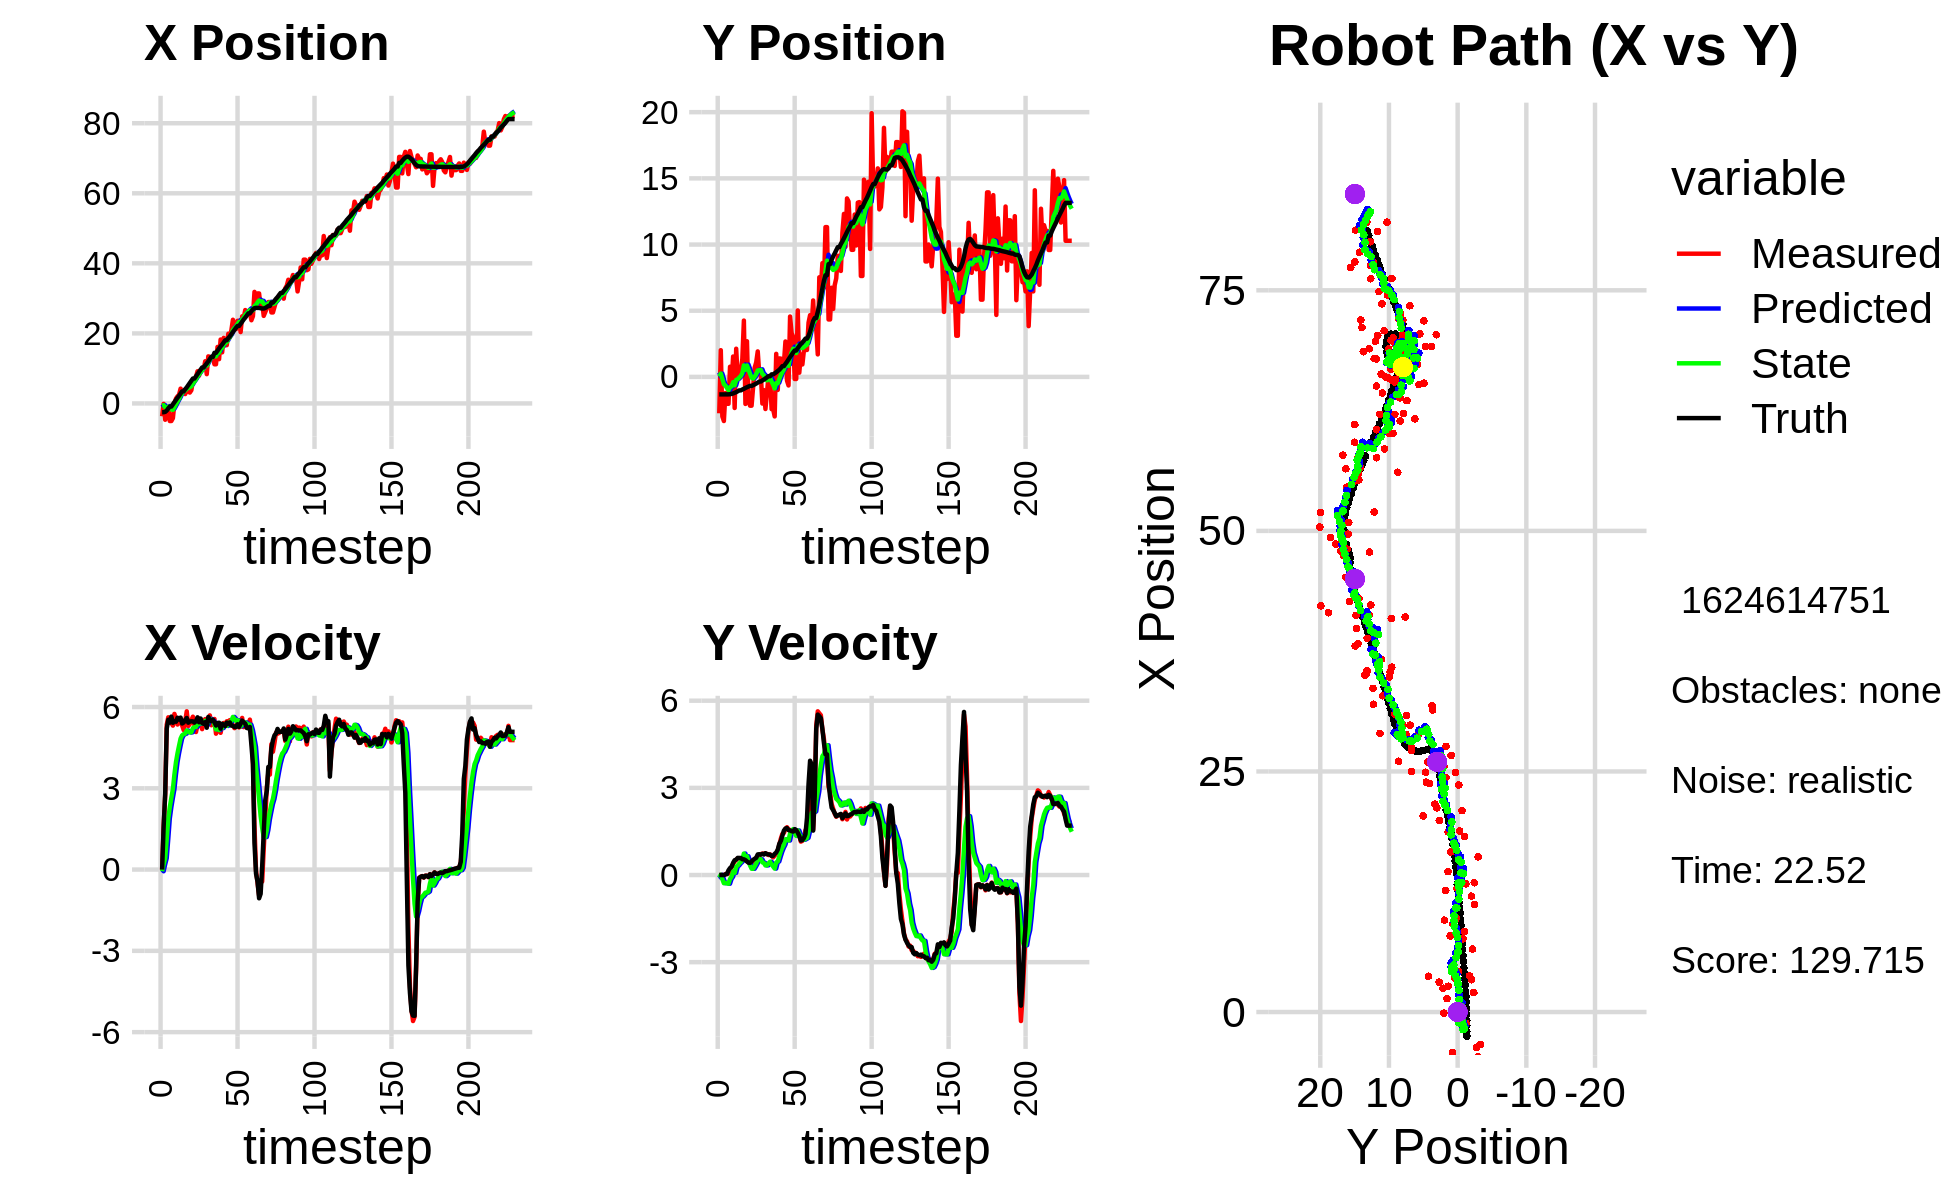 X Position
80
60
40
20
0
0 50 100 150 200
timestep
Y Position
20
15
10
5
0
0 50 100 150 200
timestep
X Velocity
6
3
0
-3
-6
0 50 100 150 200
timestep
Y Velocity
6
3
0
-3
0 50 100 150 200
timestep
Robot Path (X vs Y)
X Position
75
50
25
0
20 10 0 -10 -20
Y Position
variable
Measured
Predicted
State
Truth
1624614751
Obstacles: none
Noise: realistic
Time: 22.52
Score: 129.715